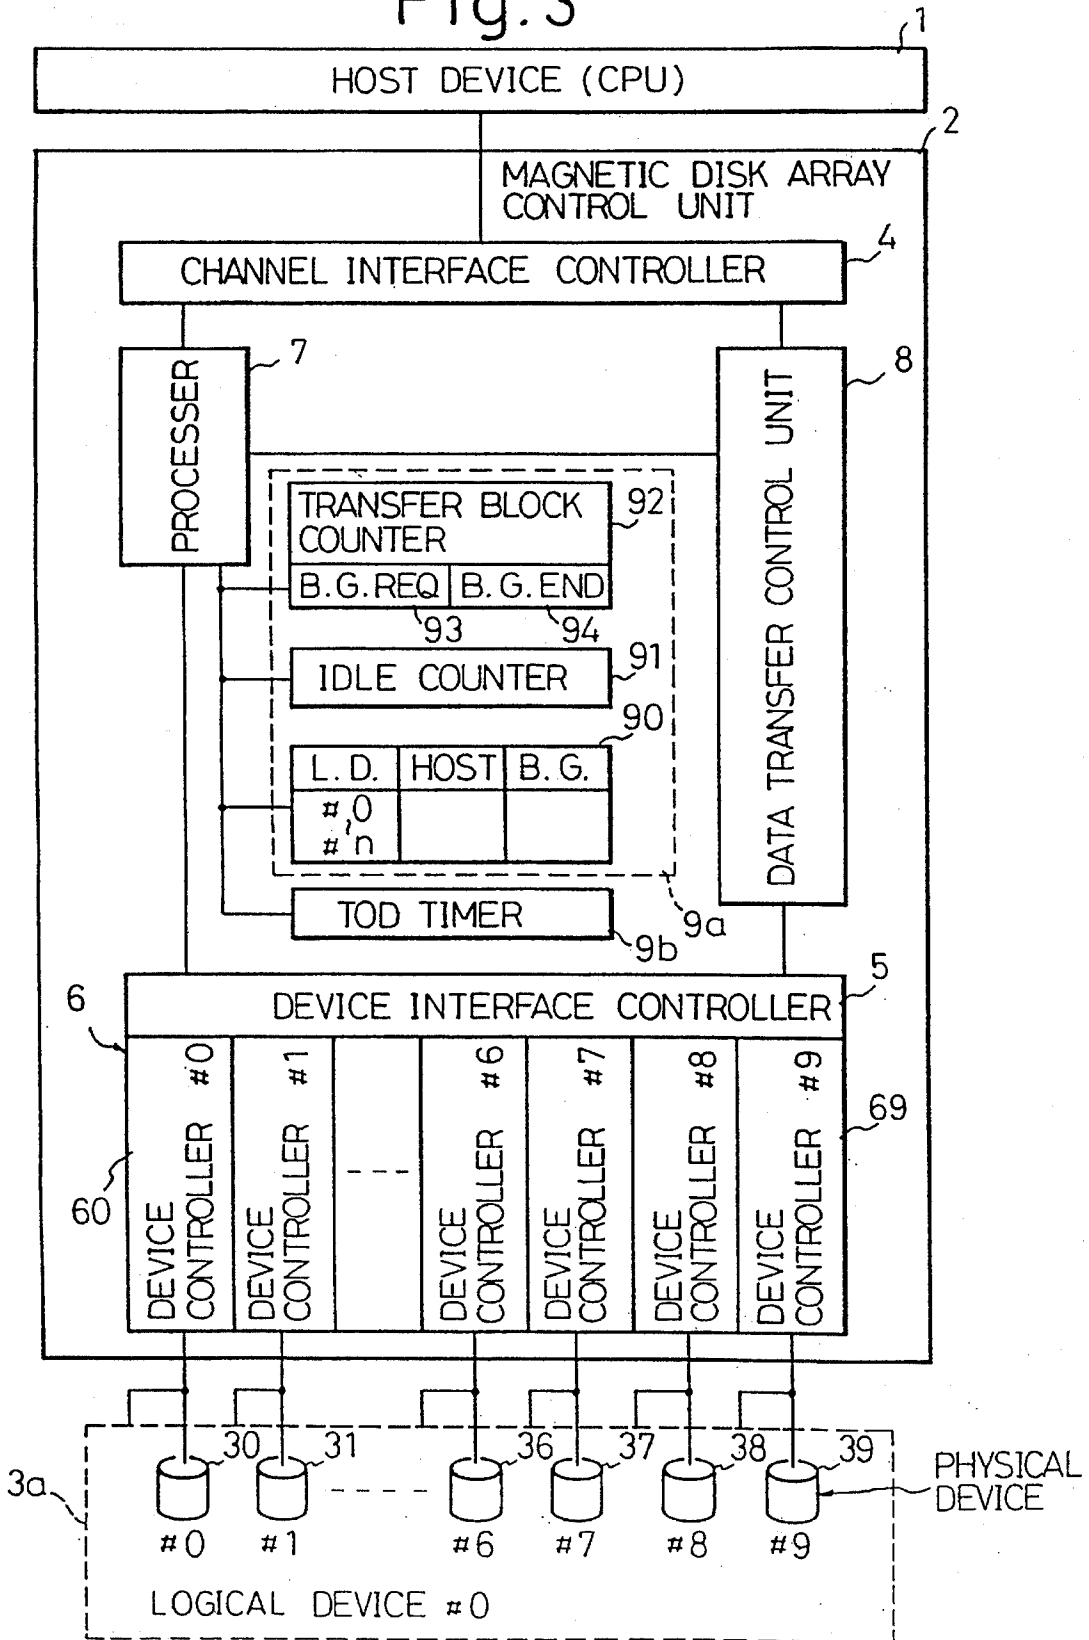 Fig. 3
1
HOST DEVICE (CPU)
2
MAGNETIC DISK ARRAY
CONTROL UNIT
4
CHANNEL INTERFACE CONTROLLER
7
8
PROCESSER
DATA TRANSFER CONTROL UNIT
TRANSFER BLOCK
COUNTER
92
B.G.REQ
B.G.END
93
94
91
IDLE COUNTER
90
L.D.
HOST
B.G.
#0
~
#n
9a
TOD TIMER
9b
5
6
DEVICE INTERFACE CONTROLLER
DEVICE
CONTROLLER #0
DEVICE
CONTROLLER #1
DEVICE
CONTROLLER #6
DEVICE
CONTROLLER #7
DEVICE
CONTROLLER #8
DEVICE
CONTROLLER #9
60
69
30
31
36
37
38
39
3a
PHYSICAL
DEVICE
#0
#1
#6
#7
#8
#9
LOGICAL DEVICE #0